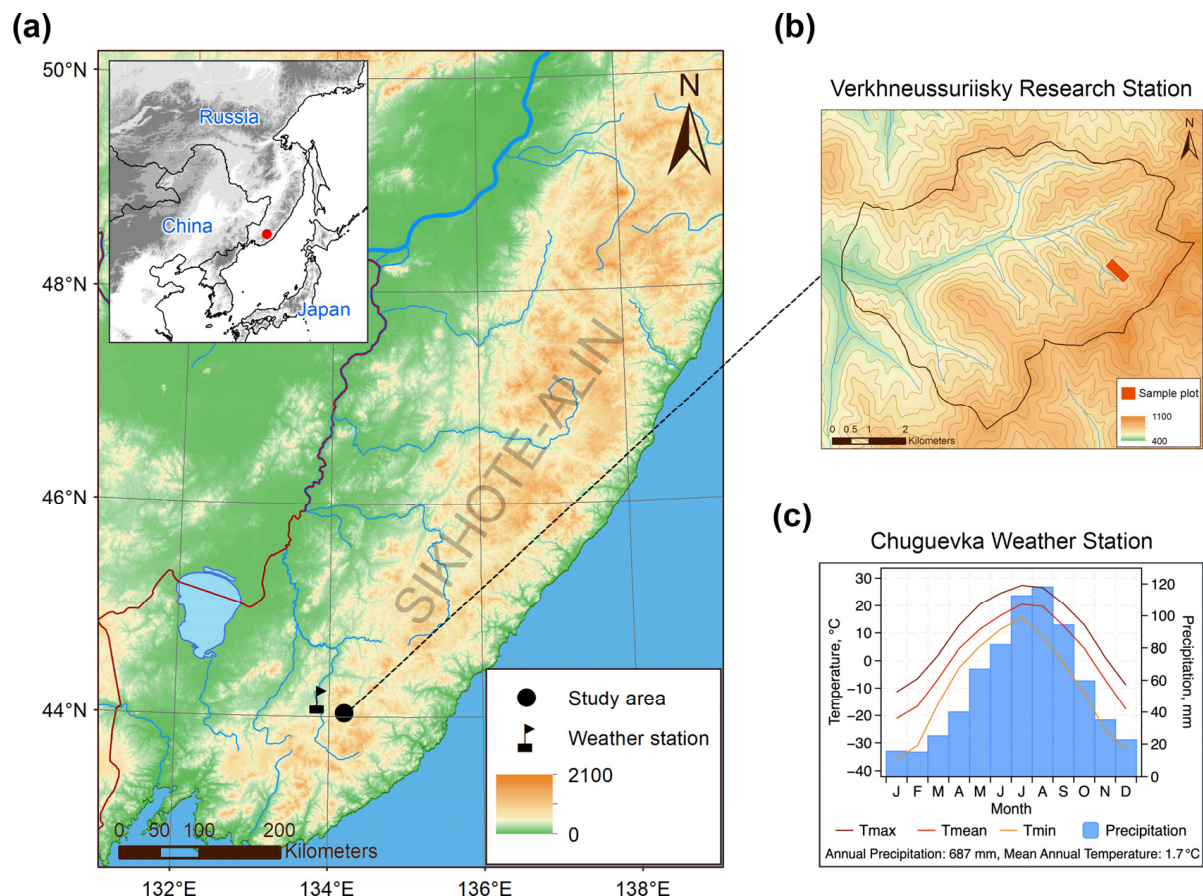 (a)
50°N
48°N
46°N
44°N
132°E
134°E
136°E
138°E
Russia
China
Japan
N
SIKHOTE-ALIN
Study area
Weather station
2100
0
0 50 100 200
Kilometers
(b)
Verkhneussuriisky Research Station
N
Sample plot
1100
400
0 0.5 1 2
Kilometers
(c)
Chuguevka Weather Station
Temperature, °C
30
20
10
0
−10
−20
−30
−40
120
100
80
60
40
20
0
Precipitation, mm
J F M A M J J A S O N D
Month
Tmax Tmean Tmin Precipitation
Annual Precipitation: 687 mm, Mean Annual Temperature: 1.7 °C